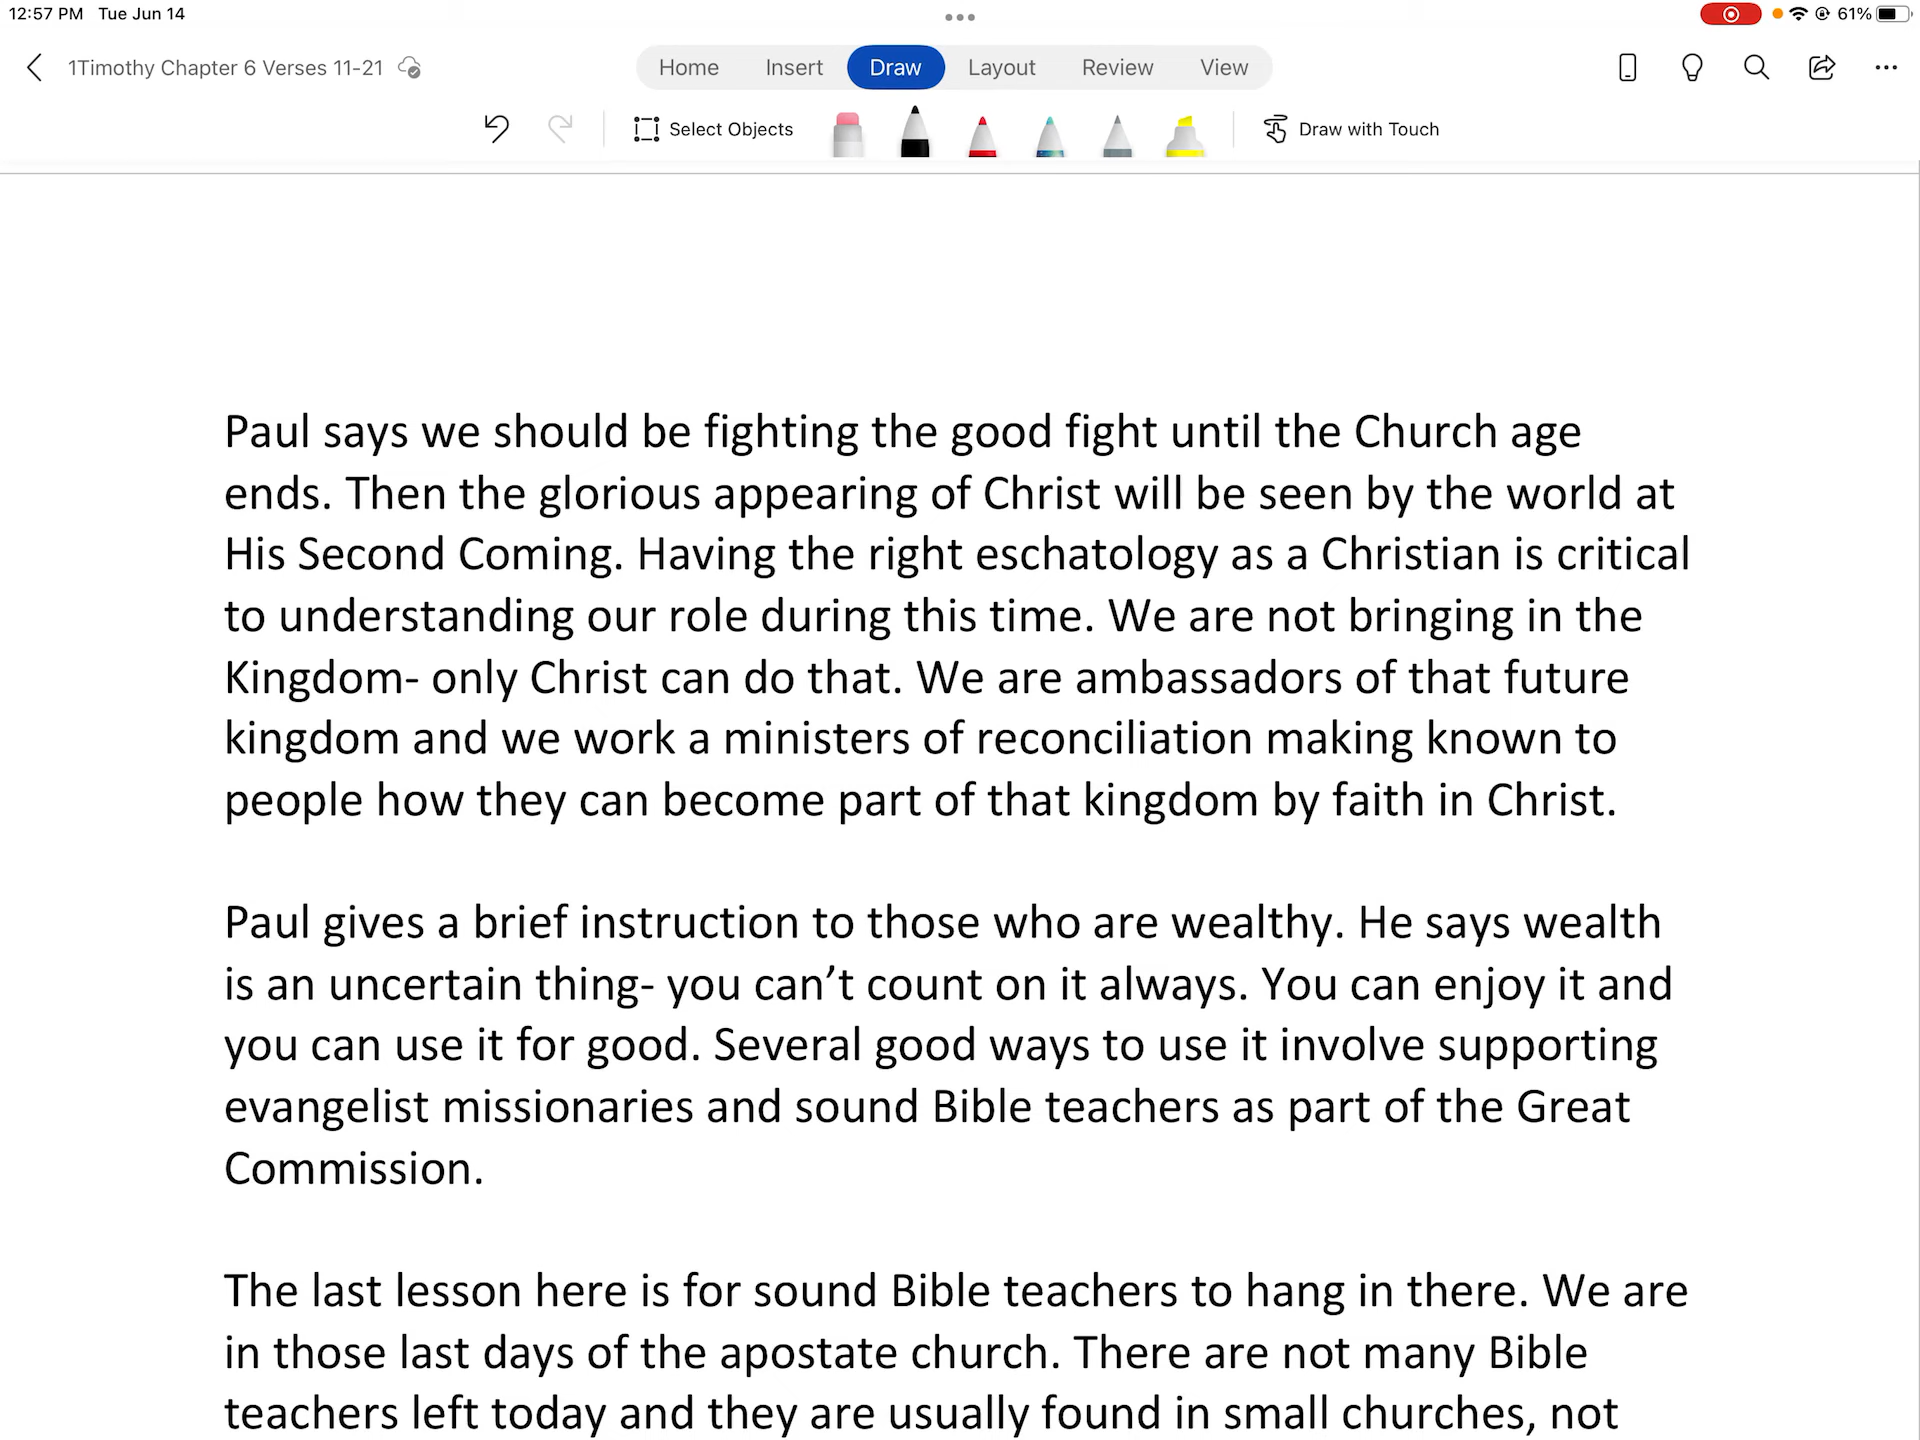 12:57 PM Tue Jun 14
61%
1Timothy Chapter 6 Verses 11-21
Home Insert Draw Layout Review View
Select Objects
Draw with Touch
Paul says we should be fighting the good fight until the Church age
ends. Then the glorious appearing of Christ will be seen by the world at
His Second Coming. Having the right eschatology as a Christian is critical
to understanding our role during this time. We are not bringing in the
Kingdom- only Christ can do that. We are ambassadors of that future
kingdom and we work a ministers of reconciliation making known to
people how they can become part of that kingdom by faith in Christ.
Paul gives a brief instruction to those who are wealthy. He says wealth
is an uncertain thing- you can’t count on it always. You can enjoy it and
you can use it for good. Several good ways to use it involve supporting
evangelist missionaries and sound Bible teachers as part of the Great
Commission.
The last lesson here is for sound Bible teachers to hang in there. We are
in those last days of the apostate church. There are not many Bible
teachers left today and they are usually found in small churches, not